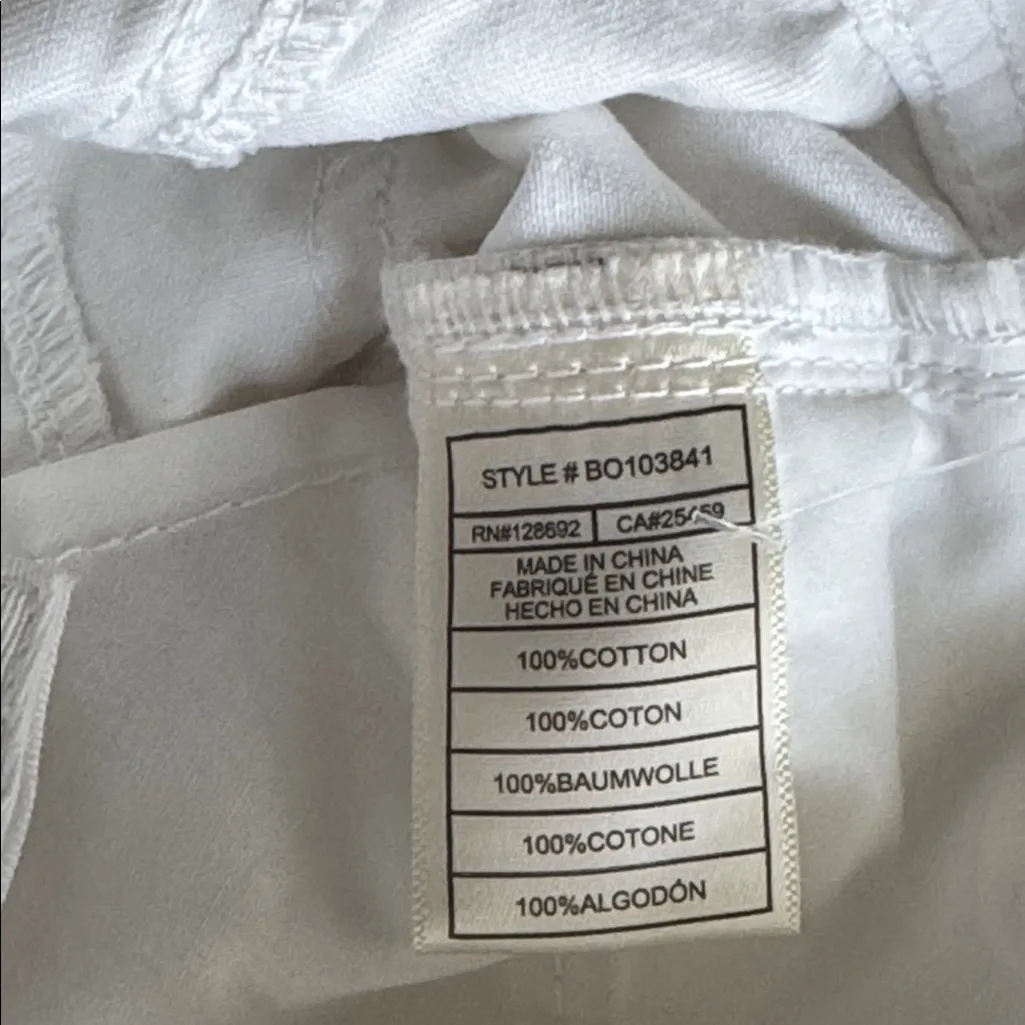 STYLE # BO103841
RN#128692
MADE IN CHINA
FABRIQUÉ EN CHINE
HECHO EN CHINA
100%COTTON
100%COTON
100%BAUMWOLLE
100%COTONE
100%ALGODÓN